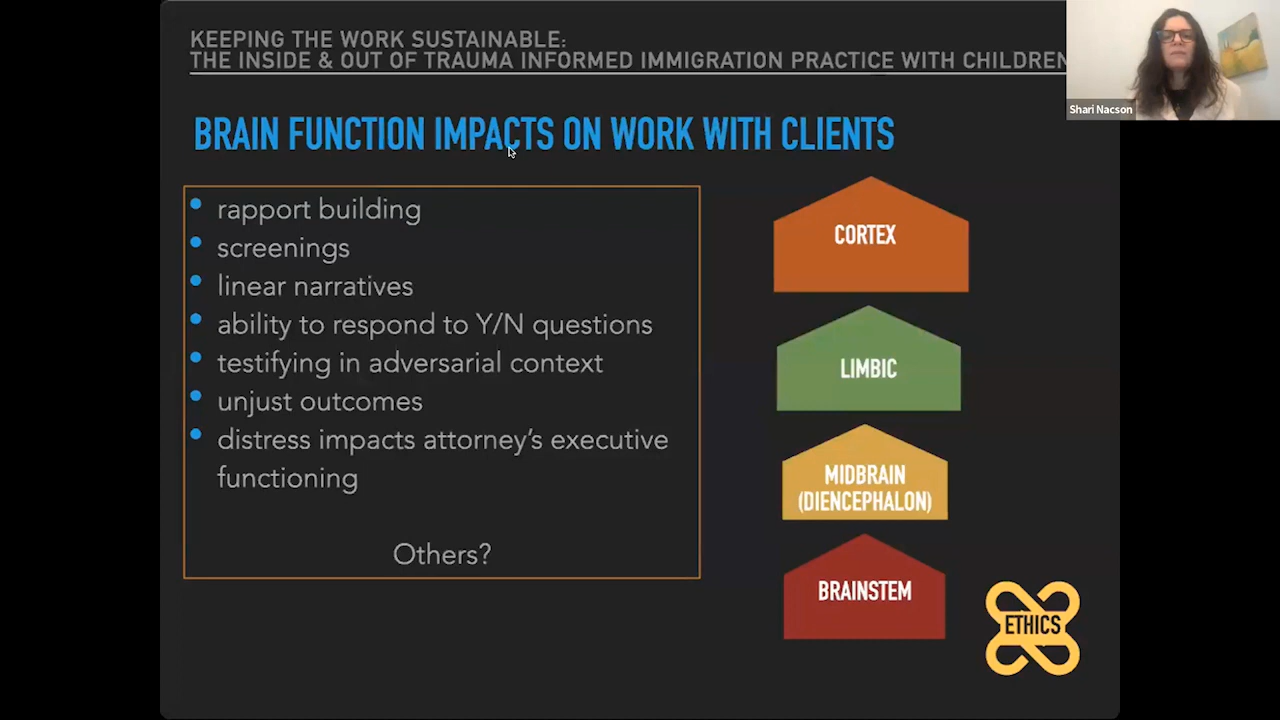 KEEPING THE WORK SUSTAINABLE:
THE INSIDE & OUT OF TRAUMA INFORMED IMMIGRATION PRACTICE WITH CHILDREN
Shari Nacson
BRAIN FUNCTION IMPACTS ON WORK WITH CLIENTS
rapport building
screenings
linear narratives
ability to respond to Y/N questions
testifying in adversarial context
unjust outcomes
distress impacts attorney’s executive
functioning
Others?
CORTEX
LIMBIC
MIDBRAIN
(DIENCEPHALON)
BRAINSTEM
ETHICS